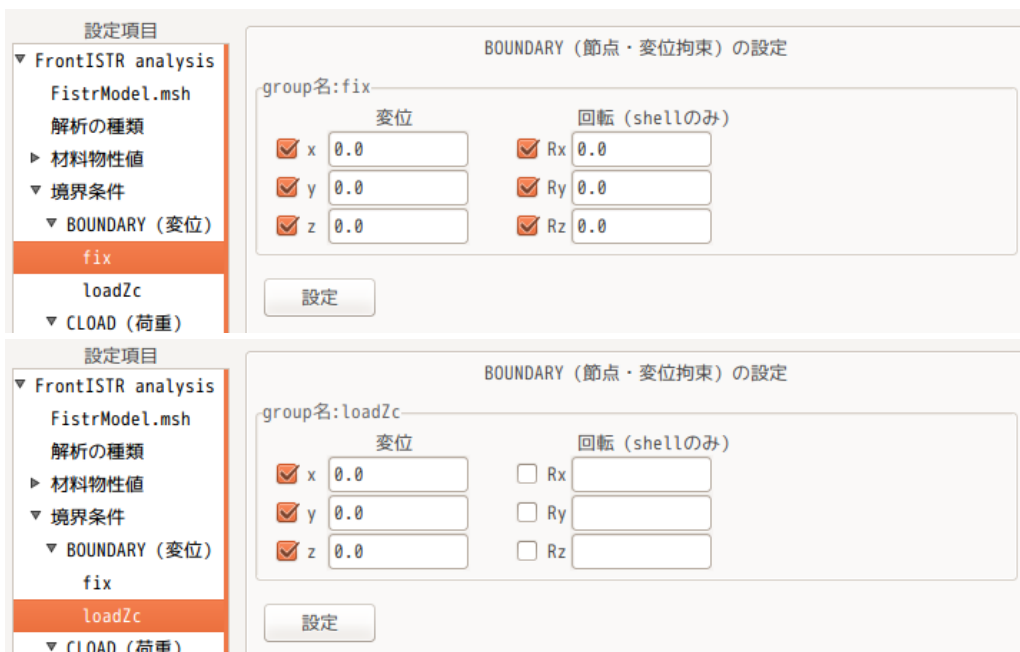 設定項目
▼ FrontISTR analysis
FistrModel.msh
解析の種類
▶ 材料物性値
▼ 境界条件
▼ BOUNDARY (変位)
fix
loadZc
▼ CLOAD (荷重)
BOUNDARY (節点・変位拘束) の設定
group名:fix
変位 回転 (shellのみ)
x 0.0 Rx 0.0
y 0.0 Ry 0.0
z 0.0 Rz 0.0
設定
設定項目
▼ FrontISTR analysis
FistrModel.msh
解析の種類
▶ 材料物性値
▼ 境界条件
▼ BOUNDARY (変位)
fix
loadZc
▼ CLOAD (荷重)
BOUNDARY (節点・変位拘束) の設定
group名:loadZc
変位 回転 (shellのみ)
x 0.0 Rx
y 0.0 Ry
z 0.0 Rz
設定